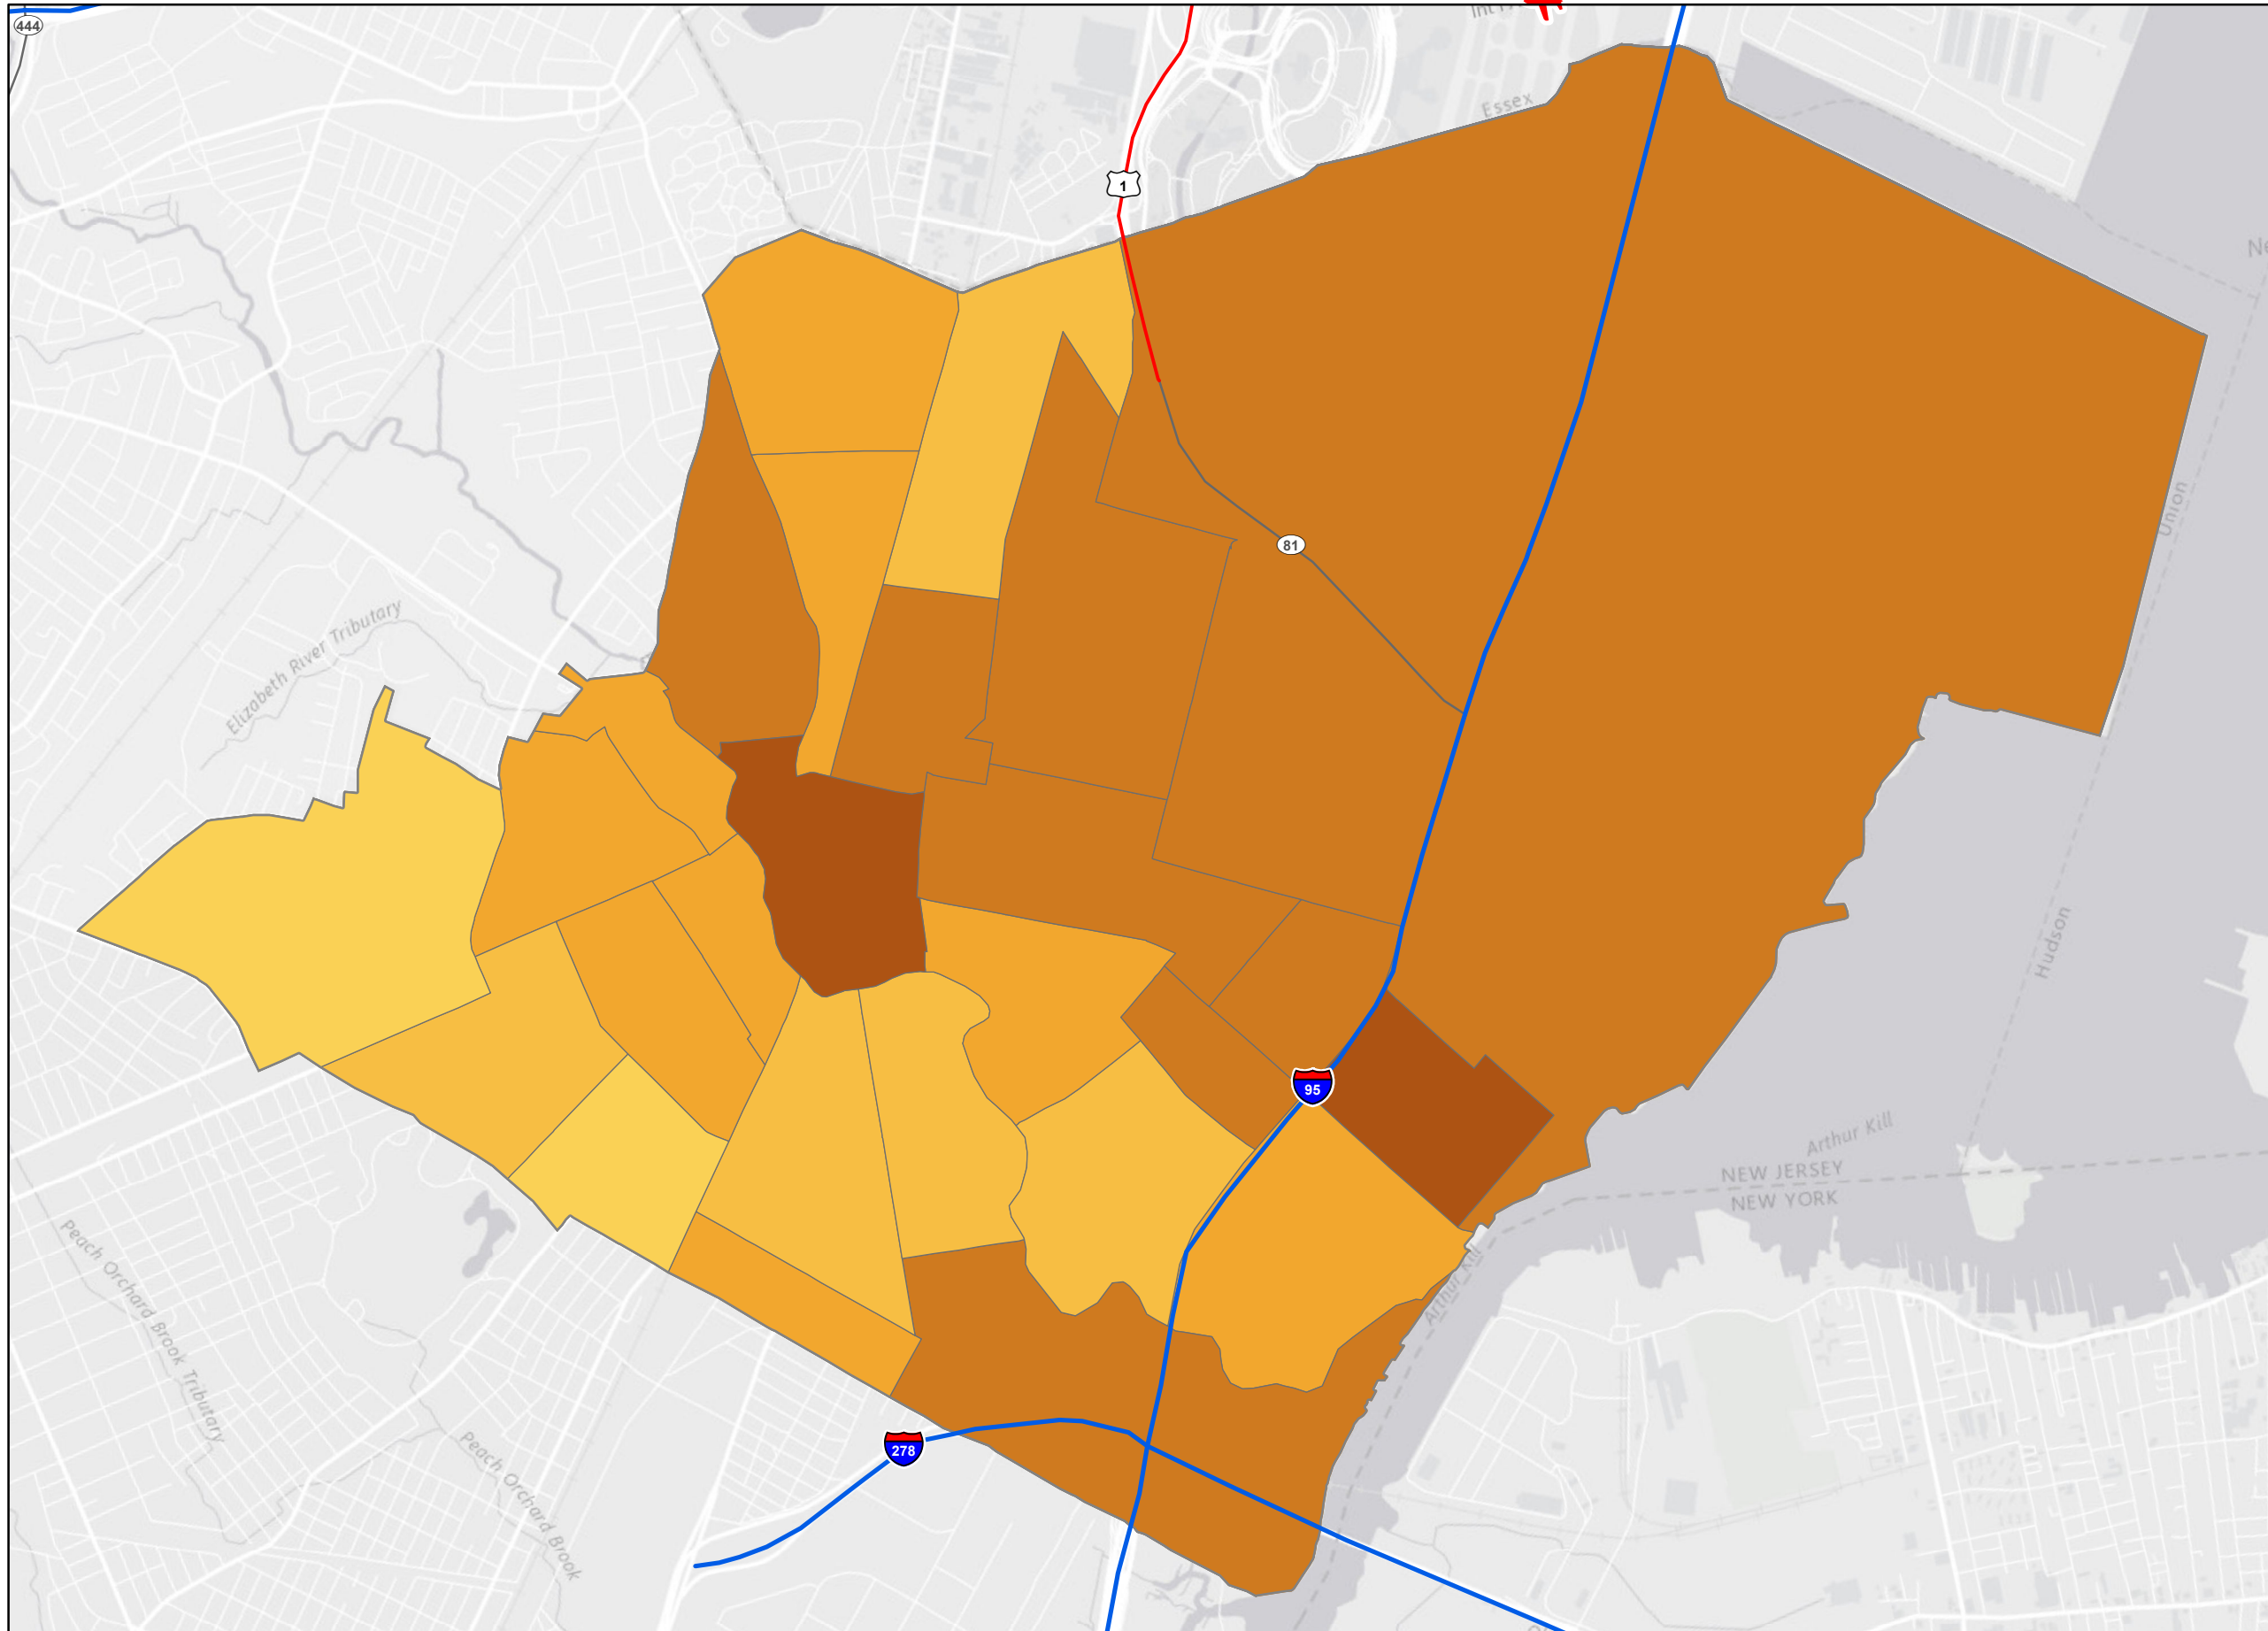 444
Essex
1
Union
81
Elizabeth River Tributary
Hudson
95
Arthur Kill
NEW JERSEY
NEW YORK
Arthur Kill
Peach Orchard Brook Tributary
278
Peach Orchard Brook